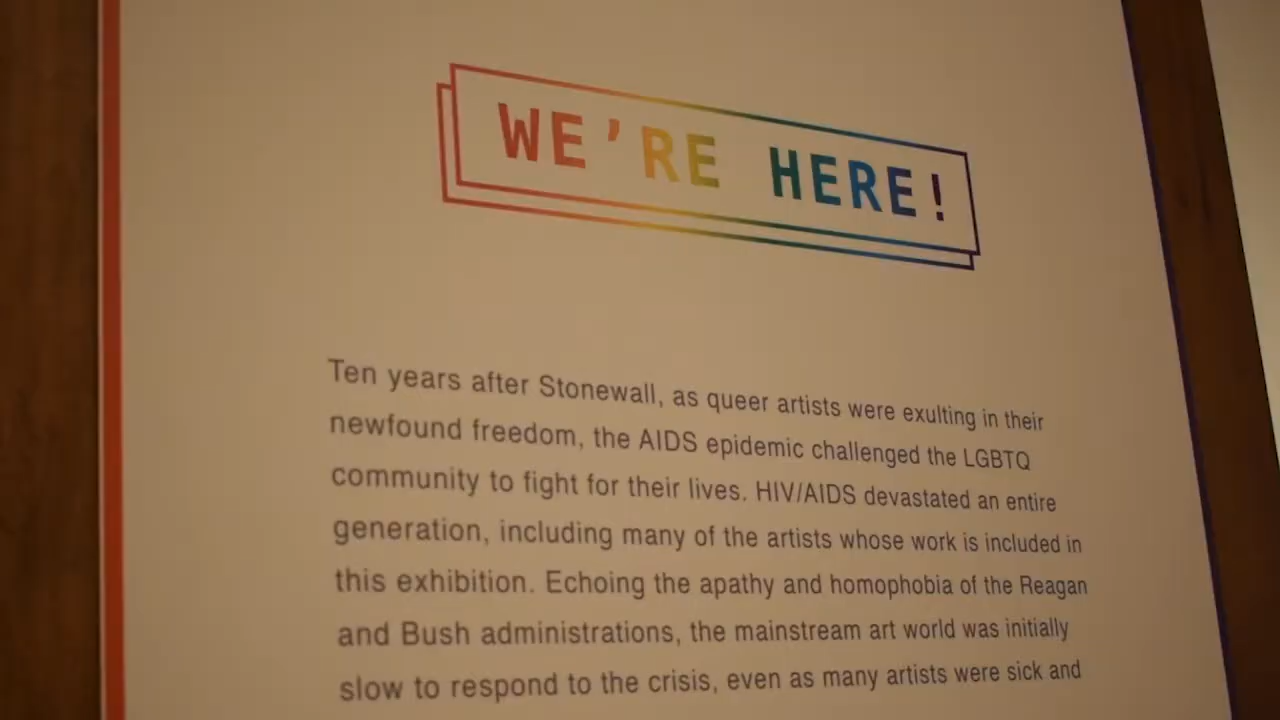 WE'RE HERE!
Ten years after Stonewall, as queer artists were exulting in their
newfound freedom, the AIDS epidemic challenged the LGBTQ
community to fight for their lives. HIV/AIDS devastated an entire
generation, including many of the artists whose work is included in
this exhibition. Echoing the apathy and homophobia of the Reagan
and Bush administrations, the mainstream art world was initially
slow to respond to the crisis, even as many artists were sick and